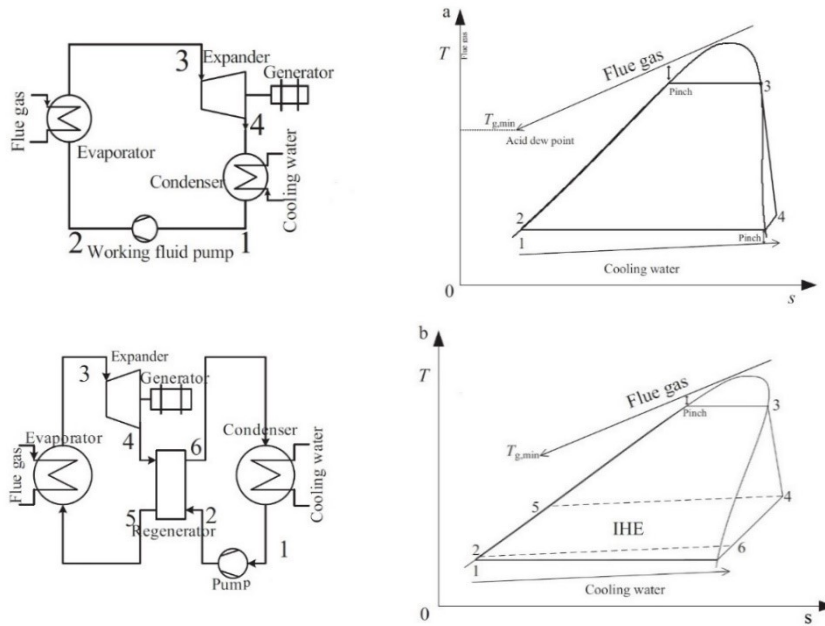 Expander
3
Generator
Flue gas
4
Cooling water
Evaporator
Condenser
2
Working fluid pump
1
a
T
Flue gas
Flue gas
1
Pinch
3
T g,min
Acid dew point
2
1
4
Pinch
Cooling water
0
s
Expander
3
Generator
4
6
Condenser
Evaporator
Flue gas
Cooling water
5
2
Regenerator
1
Pump
b
T
Flue gas
Pinch
3
T g,min
5
4
IHE
2
6
1
Cooling water
0
s